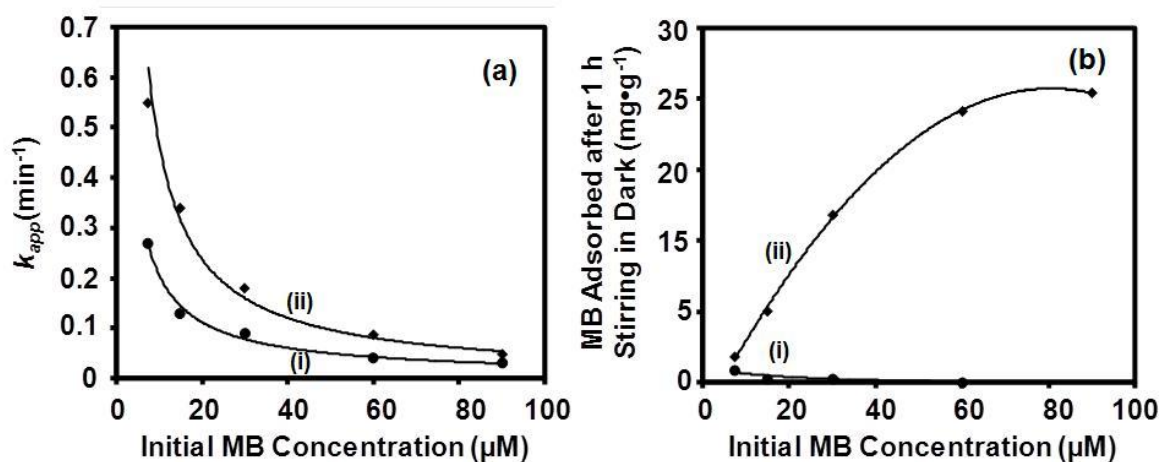 (a)
k_app(min⁻¹)
0.7
0.6
0.5
0.4
0.3
0.2
0.1
0
(ii)
(i)
0 20 40 60 80 100
Initial MB Concentration (µM)
(b)
MB Adsorbed after 1 h
Stirring in Dark (mg•g⁻¹)
30
25
15
5
0
(ii)
(i)
0 20 40 60 80 100
Initial MB Concentration (µM)